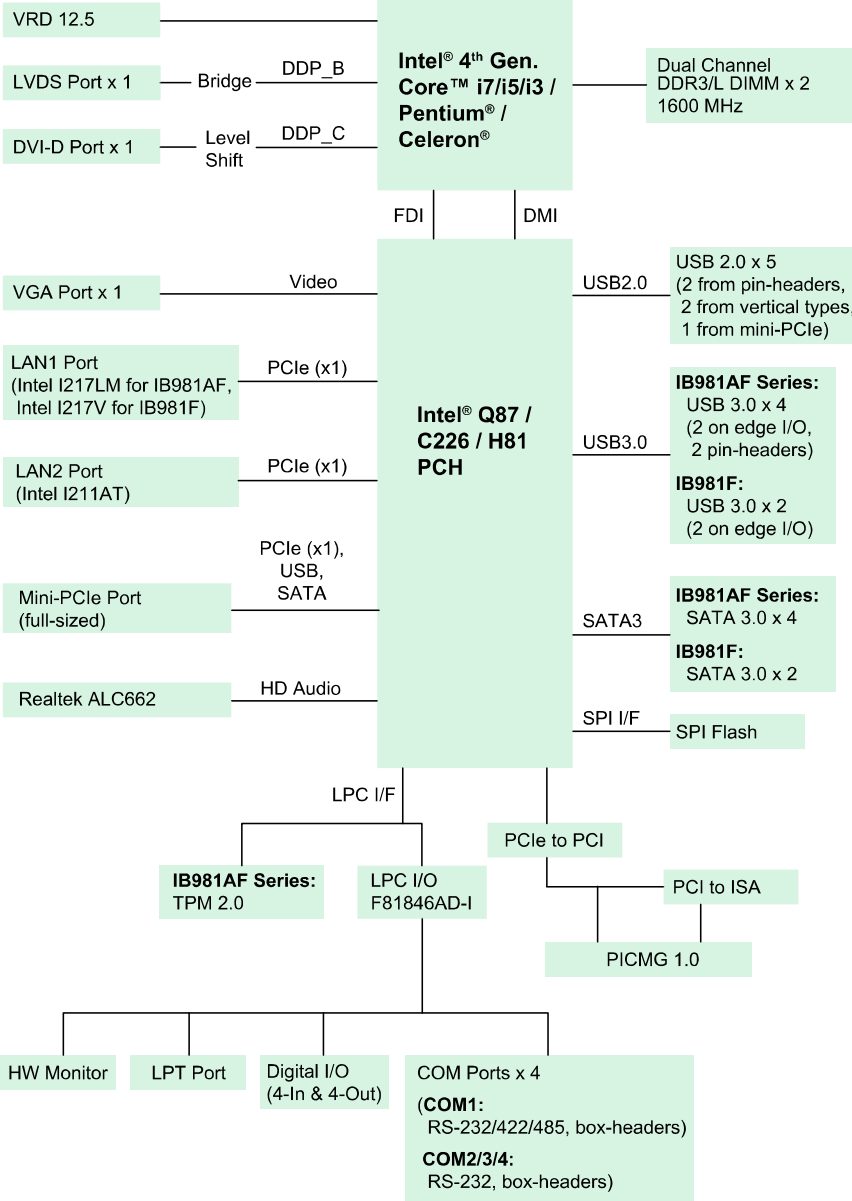 VRD 12.5
LVDS Port x 1
Bridge
DDP_B
DVI-D Port x 1
Level
Shift
DDP_C
Intel® 4th Gen.
Core™ i7/i5/i3 /
Pentium® /
Celeron®
Dual Channel
DDR3/L DIMM x 2
1600 MHz
FDI
DMI
VGA Port x 1
Video
LAN1 Port
(Intel I217LM for IB981AF,
Intel I217V for IB981F)
PCIe (x1)
LAN2 Port
(Intel I211AT)
PCIe (x1)
Mini-PCIe Port
(full-sized)
PCIe (x1),
USB,
SATA
Realtek ALC662
HD Audio
Intel® Q87 /
C226 / H81
PCH
USB2.0
USB 2.0 x 5
(2 from pin-headers,
2 from vertical types,
1 from mini-PCIe)
USB3.0
IB981AF Series:
USB 3.0 x 4
(2 on edge I/O,
2 pin-headers)
IB981F:
USB 3.0 x 2
(2 on edge I/O)
SATA3
IB981AF Series:
SATA 3.0 x 4
IB981F:
SATA 3.0 x 2
SPI I/F
SPI Flash
LPC I/F
IB981AF Series:
TPM 2.0
LPC I/O
F81846AD-I
PCIe to PCI
PCI to ISA
PICMG 1.0
HW Monitor
LPT Port
Digital I/O
(4-In & 4-Out)
COM Ports x 4
(COM1:
RS-232/422/485, box-headers)
COM2/3/4:
RS-232, box-headers)